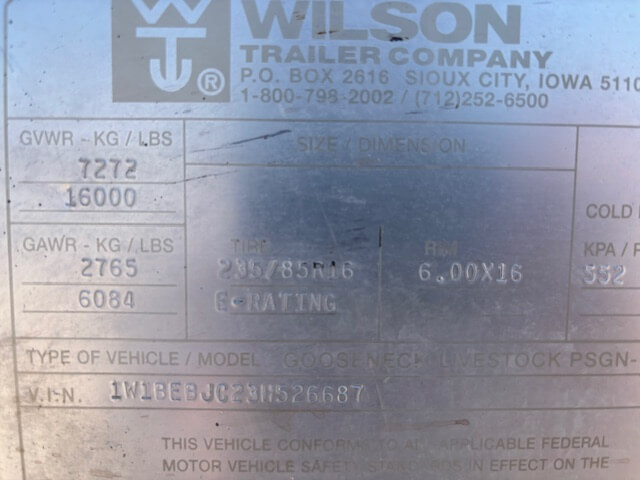 WILSON
TRAILER COMPANY
P.O. BOX 2616 SIOUX CITY, IOWA 5110
1-800-798-2002 / (712)252-6500
GVWR - KG / LBS
SIZE / DIMENSION
7272
16000
COLD
GAWR - KG / LBS
TIRE
RIM
KPA /
2765
235/85R16
6.00X16
552
6084
E-RATING
TYPE OF VEHICLE / MODEL GOOSENECK LIVESTOCK PSGN-
V.I.N.
THIS VEHICLE CONFORMS TO ALL APPLICABLE FEDERAL
MOTOR VEHICLE SAFETY STANDARDS IN EFFECT ON THE